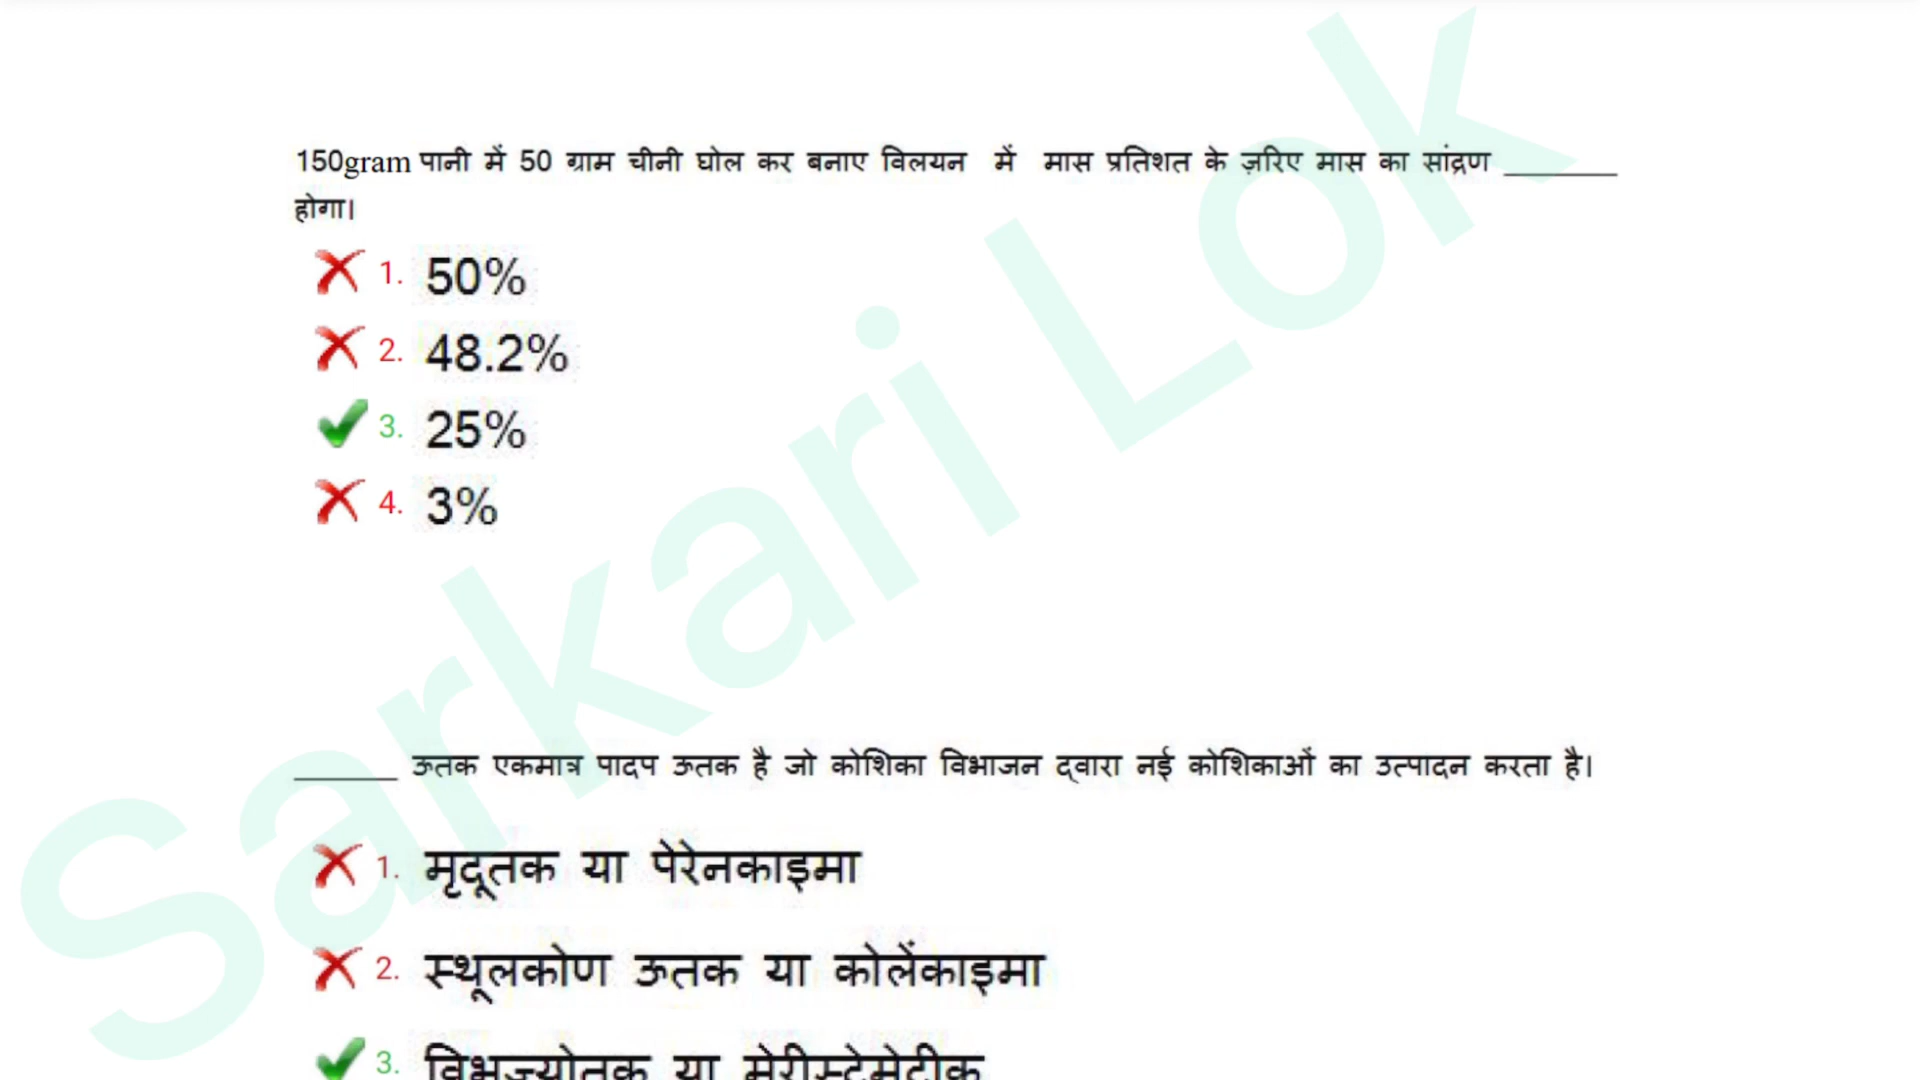 150gram पानी में 50 ग्राम चीनी घोल कर बनाए विलयन में मास प्रतिशत के ज़रिए मास का सांद्रण ________
होगा।
1. 50%
2. 48.2%
3. 25%
4. 3%
_______ ऊतक एकमात्र पादप ऊतक है जो कोशिका विभाजन द्वारा नई कोशिकाओं का उत्पादन करता है।
1. मृदूतक या पेरेनकाइमा
2. स्थूलकोण ऊतक या कोलेंकाइमा
3. विभज्योतक या मेरीस्टेमेटीक
Sarkari Lok